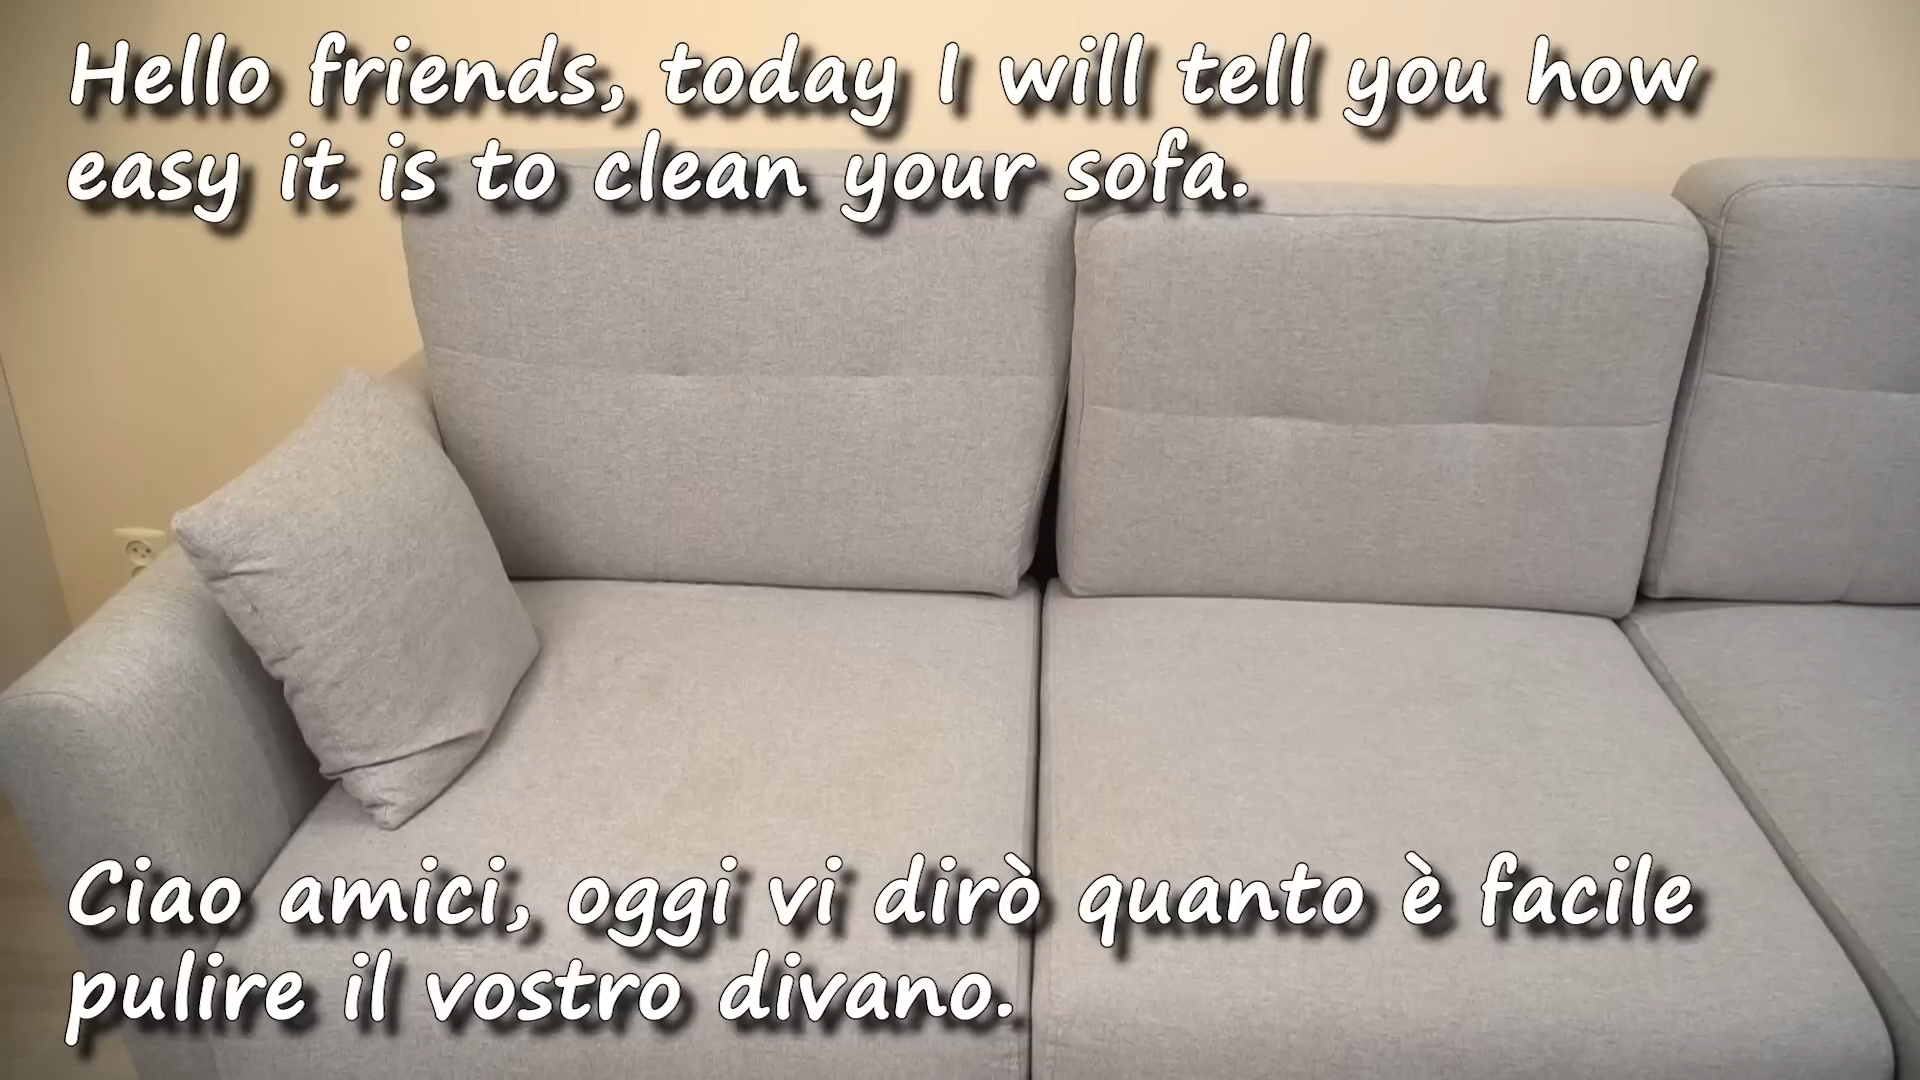 Hello friends, today I will tell you how
easy it is to clean your sofa.
Ciao amici, oggi vi dirò quanto è facile
pulire il vostro divano.